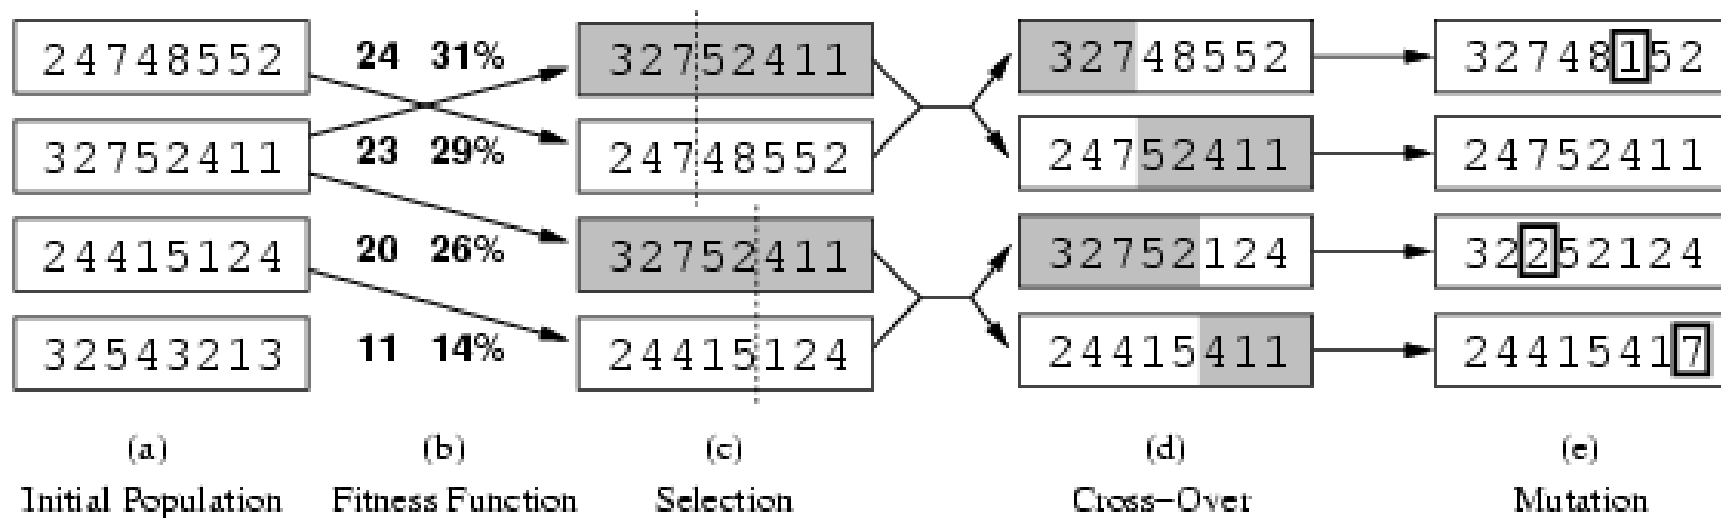 24748552 24 31% 32752411 32748552 32748152
32752411 23 29% 24748552 24752411 24752411
24415124 20 26% 32752411 32752124 32252124
32543213 11 14% 24415124 24415411 24415417
(a) (b) (c) (d) (e)
Initial Population Fitness Function Selection Cross-Over Mutation